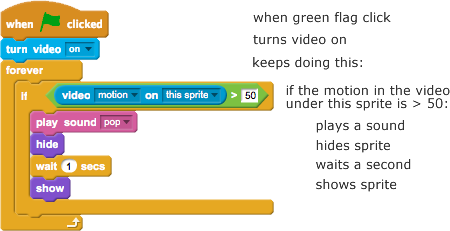 when clicked when green flag click
turn video on turns video on
forever keeps doing this:
if video motion on this sprite > 50 if the motion in the video
under this sprite is > 50:
play sound pop plays a sound
hide hides sprite
wait 1 secs waits a second
show shows sprite